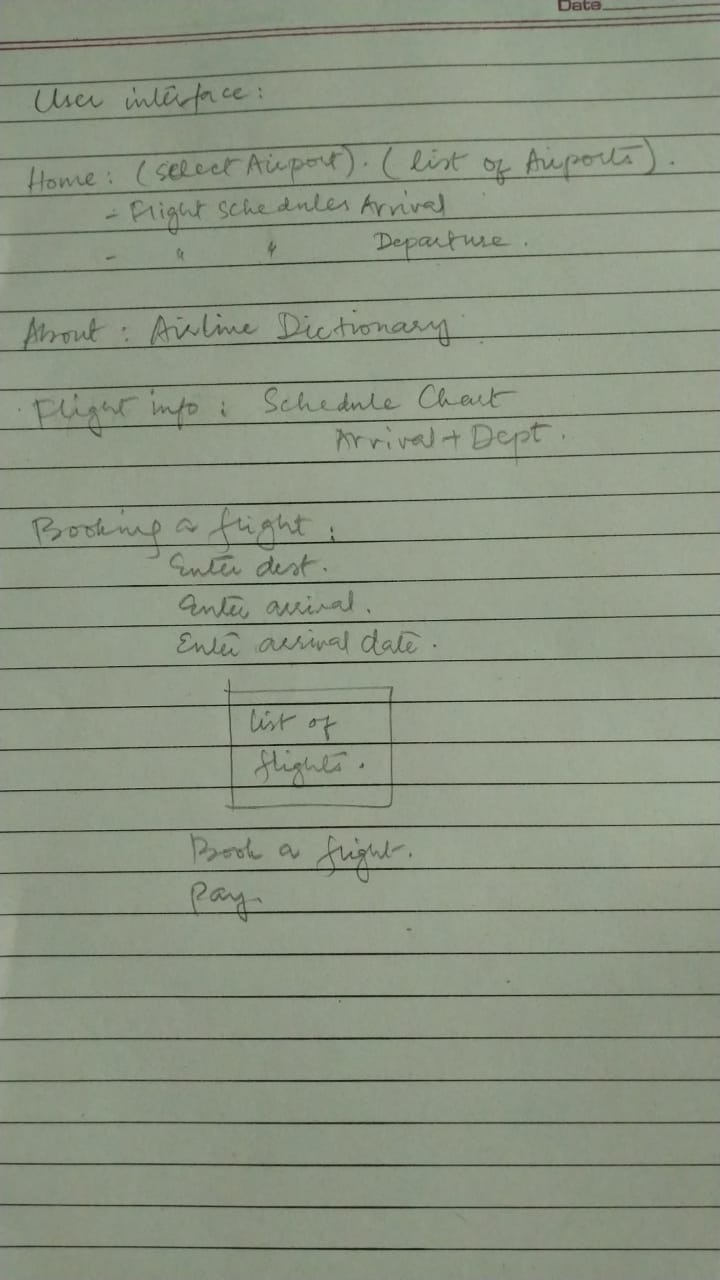 Date
User interface:
Home: (select Airport). (list of Airports).
- Flight Schedules Arrival
- " " Departure.
About: Airline Dictionary
Flight info: Schedule Chart
Arrival + Dept.
Booking a flight:
Enter dest.
Enter arrival.
Enter arrival date.
list of
flights.
Book a flight.
Pay.